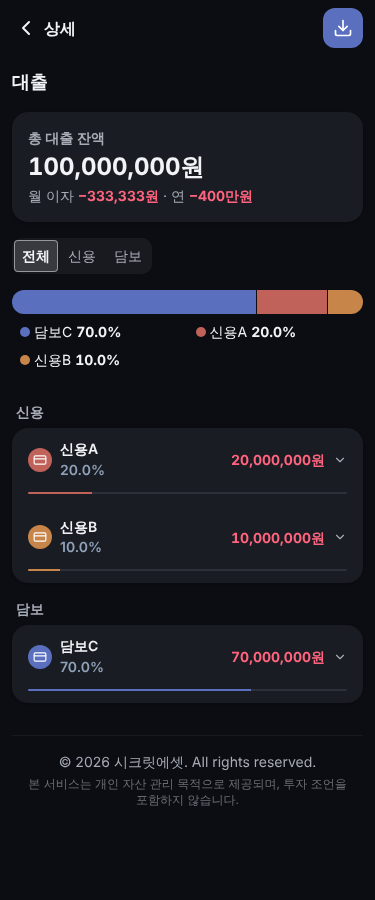 상세
대출
총 대출 잔액
100,000,000원
월 이자 −333,333원 · 연 −400만원
전체 신용 담보
담보C 70.0% 신용A 20.0%
신용B 10.0%
신용
신용A
20.0%
20,000,000원
신용B
10.0%
10,000,000원
담보
담보C
70.0%
70,000,000원
© 2026 시크릿에셋. All rights reserved.
본 서비스는 개인 자산 관리 목적으로 제공되며, 투자 조언을
포함하지 않습니다.